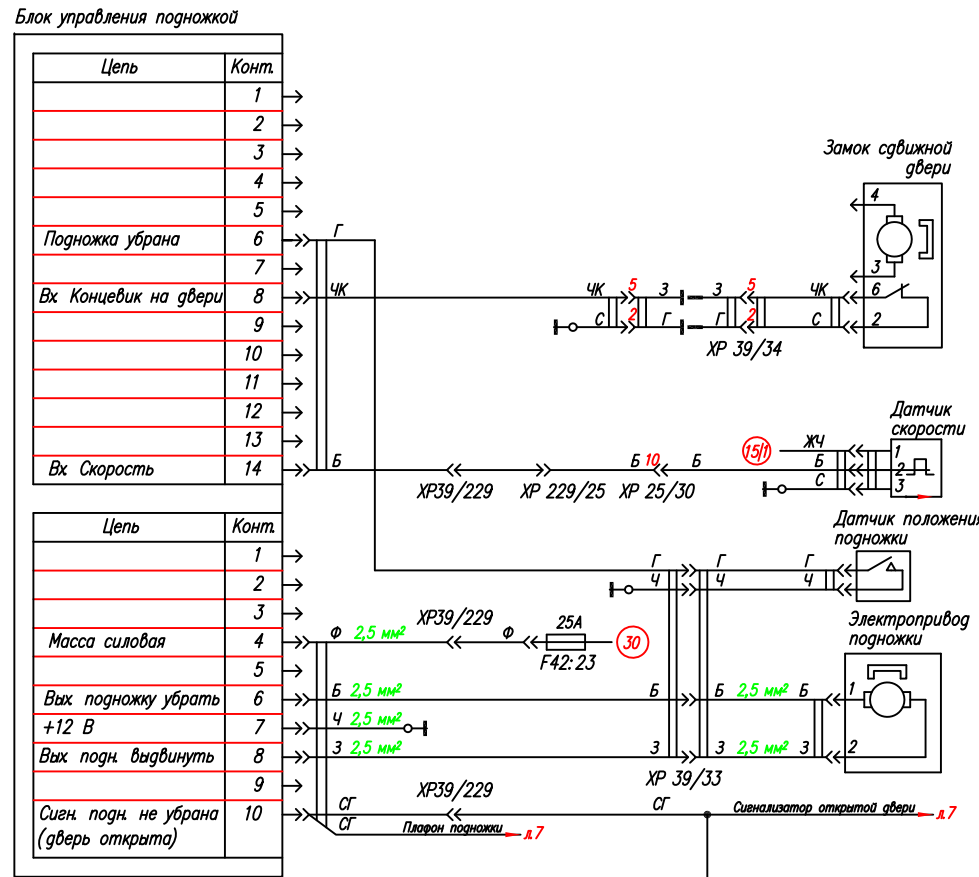 Блок управления подножкой
Цепь Конт.
1
2
3
4
5
Подножка убрана 6
7
Вх Концевик на двери 8
9
10
11
12
13
Вх Скорость 14
Г
ЧК
ЧК 5 З З 5 ЧК
С 2 Г Г 2 С
ХР 39/34
Замок сдвижной
двери
4
3
6
2
Датчик
скорости
15/1 ЖЧ 1
Б Б 10 Б Б 2
С 3
ХР39/229 ХР 229/25 ХР 25/30
Цепь Конт.
1
2
3
Масса силовая 4
5
Вых подножку убрать 6
+12 В 7
Вых подн. выдвинуть 8
9
Сигн. подн. не убрана 10
(дверь открыта)
Датчик положения
подножки
Г Г Г
Ч Ч Ч
ХР39/229
Ф 2,5 мм² Ф 25А 30
F42:23
Электропривод
подножки
Б 2,5 мм² Б Б 2,5 мм² Б 1
Ч 2,5 мм²
З 2,5 мм² З З 2,5 мм² З 2
ХР 39/33
ХР39/229
СГ СГ Сигнализатор открытой двери л.7
СГ Плафон подножки л.7